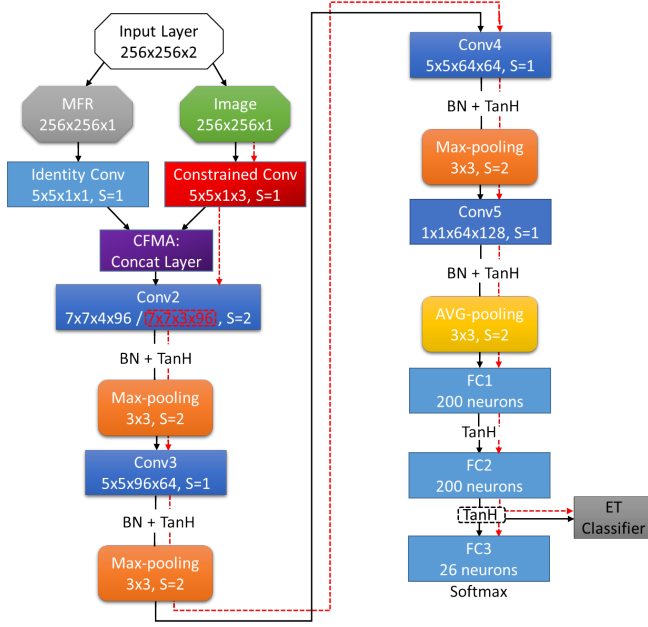 Input Layer
256x256x2
MFR
256x256x1
Image
256x256x1
Identity Conv
5x5x1x1, S=1
Constrained Conv
5x5x1x3, S=1
CFMA:
Concat Layer
Conv2
7x7x4x96 / 7x7x3x96 , S=2
BN + TanH
Max-pooling
3x3, S=2
Conv3
5x5x96x64, S=1
BN + TanH
Max-pooling
3x3, S=2
Conv4
5x5x64x64, S=1
BN + TanH
Max-pooling
3x3, S=2
Conv5
1x1x64x128, S=1
BN + TanH
AVG-pooling
3x3, S=2
FC1
200 neurons
TanH
FC2
200 neurons
TanH
ET
Classifier
FC3
26 neurons
Softmax